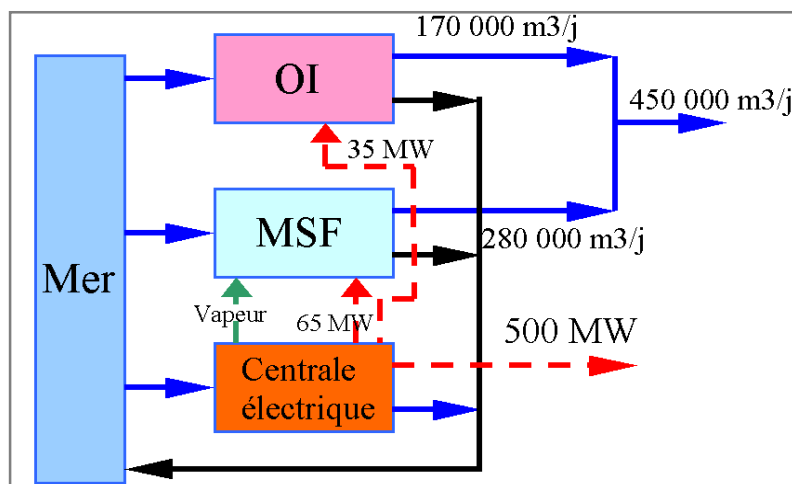 170 000 m3/j
OI
450 000 m3/j
35 MW
MSF
280 000 m3/j
Mer
Vapeur
65 MW
500 MW
Centrale
électrique